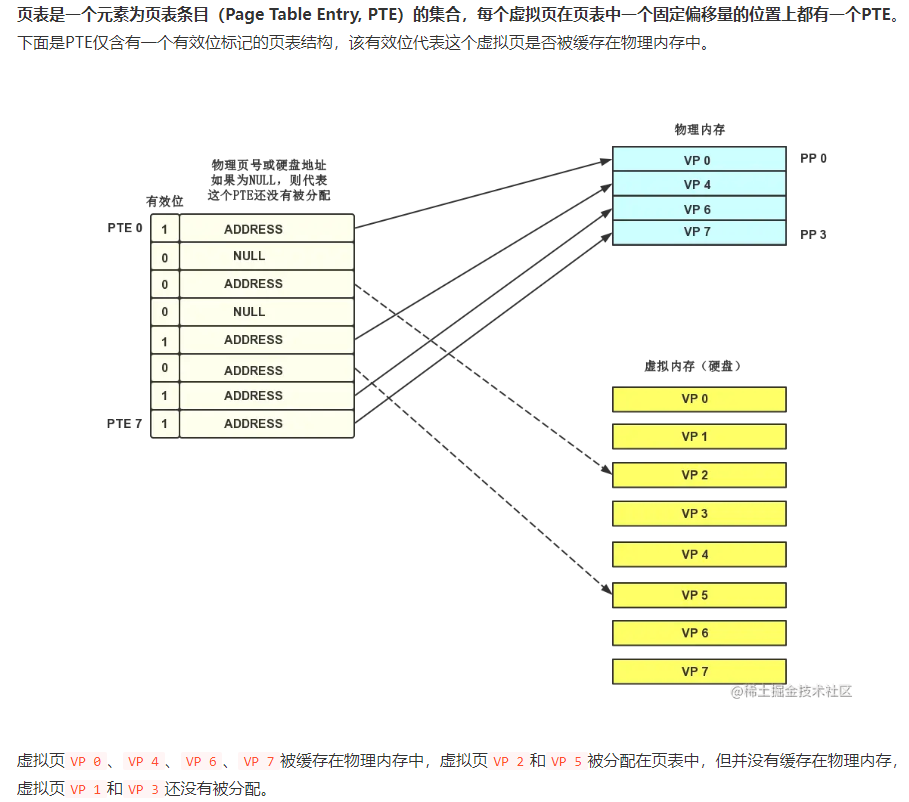 页表是一个元素为页表条目（Page Table Entry, PTE）的集合，每个虚拟页在页表中一个固定偏移量的位置上都有一个PTE。
下面是PTE仅含有一个有效位标记的页表结构，该有效位代表这个虚拟页是否被缓存在物理内存中。
物理内存
物理页号或硬盘地址
如果为NULL，则代表
这个PTE还没有被分配
有效位
VP 0
PP 0
VP 4
VP 6
VP 7
PP 3
PTE 0
1
ADDRESS
0
NULL
0
ADDRESS
0
NULL
1
ADDRESS
0
ADDRESS
1
ADDRESS
PTE 7
1
ADDRESS
虚拟内存（硬盘）
VP 0
VP 1
VP 2
VP 3
VP 4
VP 5
VP 6
VP 7
@稀土掘金技术社区
虚拟页 VP 0 、 VP 4 、 VP 6 、 VP 7 被缓存在物理内存中，虚拟页 VP 2 和 VP 5 被分配在页表中，但并没有缓存在物理内存，
虚拟页 VP 1 和 VP 3 还没有被分配。